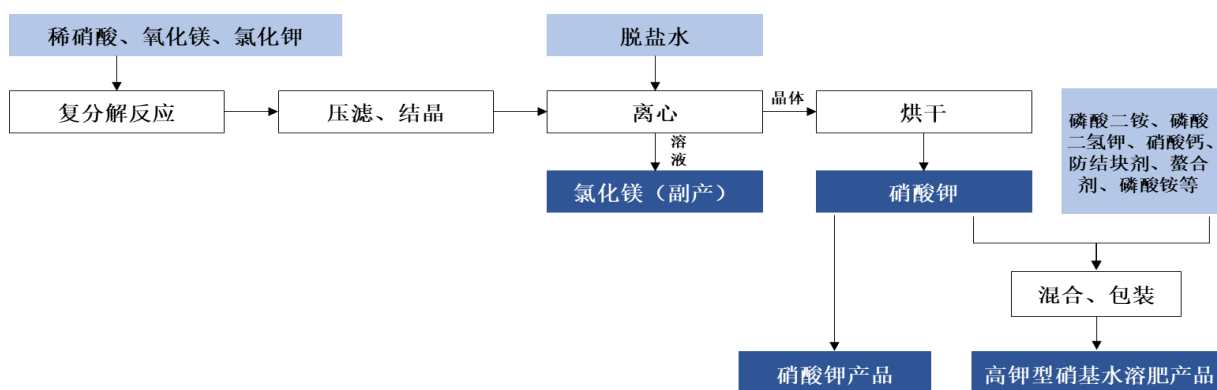 稀硝酸、氧化镁、氯化钾
脱盐水
复分解反应
压滤、结晶
离心
晶体
烘干
磷酸二铵、磷酸
二氢钾、硝酸钙、
防结块剂、螯合
剂、磷酸铵等
溶
液
氯化镁（副产）
硝酸钾
混合、包装
硝酸钾产品
高钾型硝基水溶肥产品